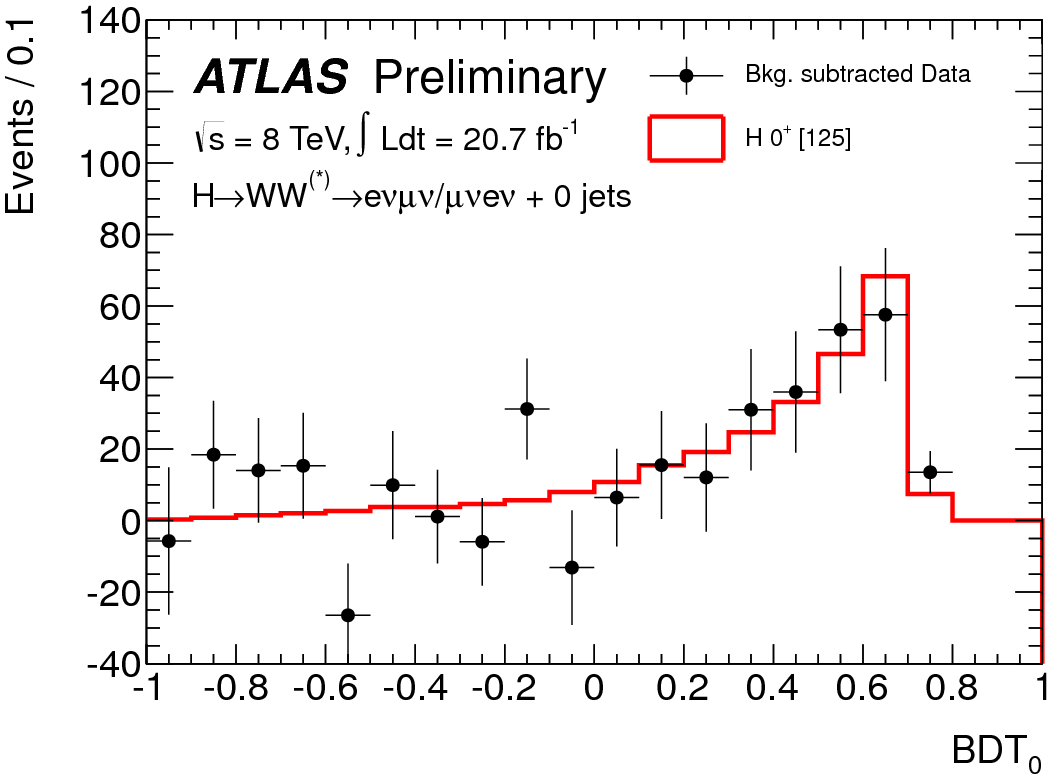 ATLAS Preliminary
√s = 8 TeV, ∫ Ldt = 20.7 fb⁻¹
H→WW⁽*⁾→eνμν/μνeν + 0 jets
Bkg. subtracted Data
H 0⁺ [125]
Events / 0.1
140
120
100
80
60
40
20
0
-20
-40
-1 -0.8 -0.6 -0.4 -0.2 0 0.2 0.4 0.6 0.8 1
BDT₀